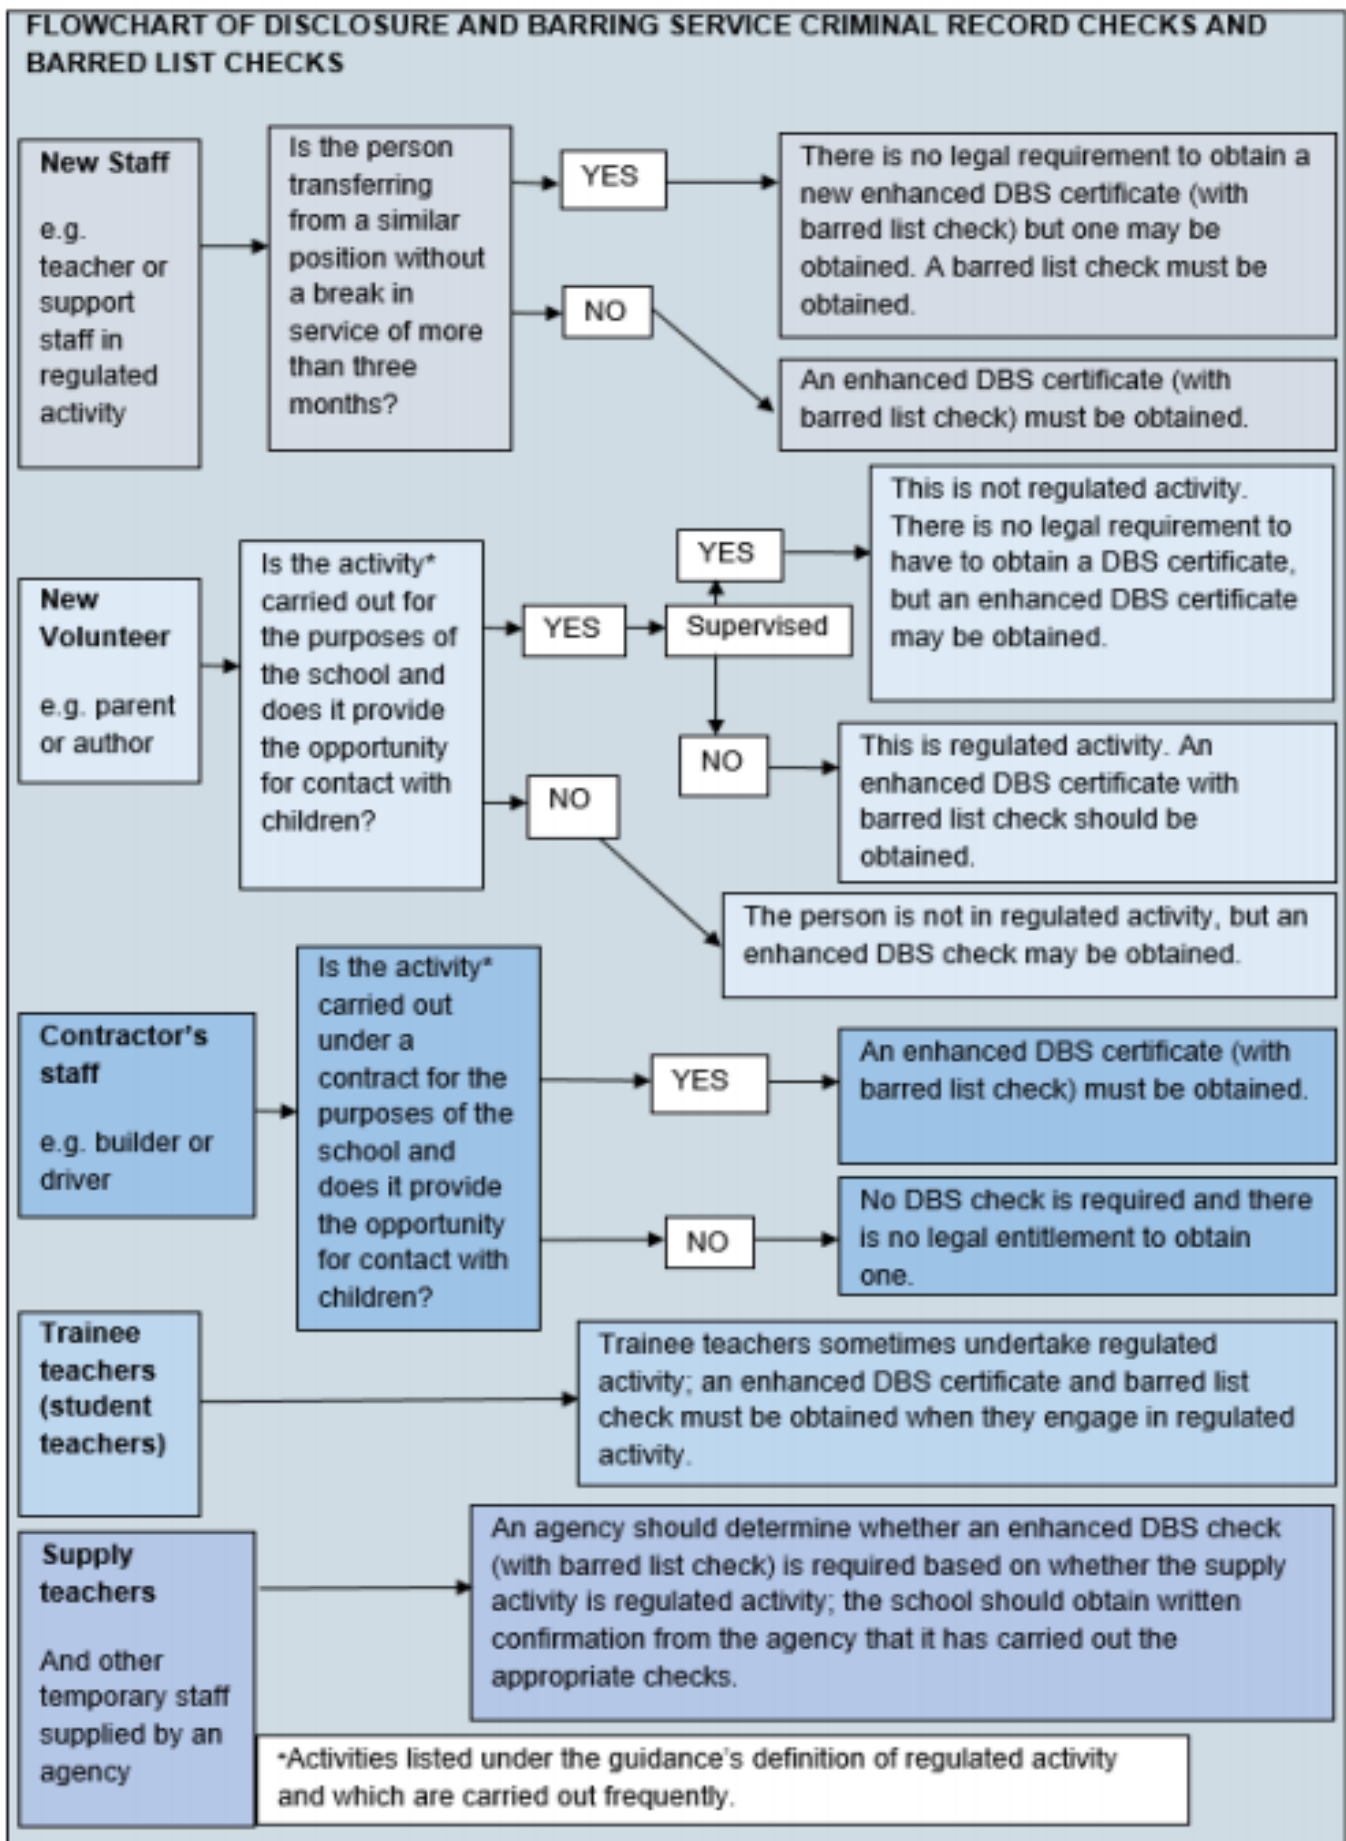 FLOWCHART OF DISCLOSURE AND BARRING SERVICE CRIMINAL RECORD CHECKS AND
BARRED LIST CHECKS
New Staff
e.g.
teacher or
support
staff in
regulated
activity
Is the person
transferring
from a similar
position without
a break in
service of more
than three
months?
YES
There is no legal requirement to obtain a
new enhanced DBS certificate (with
barred list check) but one may be
obtained. A barred list check must be
obtained.
NO
An enhanced DBS certificate (with
barred list check) must be obtained.
New
Volunteer
e.g. parent
or author
Is the activity*
carried out for
the purposes of
the school and
does it provide
the opportunity
for contact with
children?
YES
Supervised
YES
This is not regulated activity.
There is no legal requirement to
have to obtain a DBS certificate,
but an enhanced DBS certificate
may be obtained.
NO
This is regulated activity. An
enhanced DBS certificate with
barred list check should be
obtained.
NO
The person is not in regulated activity, but an
enhanced DBS check may be obtained.
Contractor's
staff
e.g. builder or
driver
Is the activity*
carried out
under a
contract for the
purposes of the
school and
does it provide
the opportunity
for contact with
children?
YES
An enhanced DBS certificate (with
barred list check) must be obtained.
NO
No DBS check is required and there
is no legal entitlement to obtain
one.
Trainee
teachers
(student
teachers)
Trainee teachers sometimes undertake regulated
activity; an enhanced DBS certificate and barred list
check must be obtained when they engage in regulated
activity.
Supply
teachers
And other
temporary staff
supplied by an
agency
An agency should determine whether an enhanced DBS check
(with barred list check) is required based on whether the supply
activity is regulated activity; the school should obtain written
confirmation from the agency that it has carried out the
appropriate checks.
*Activities listed under the guidance's definition of regulated activity
and which are carried out frequently.